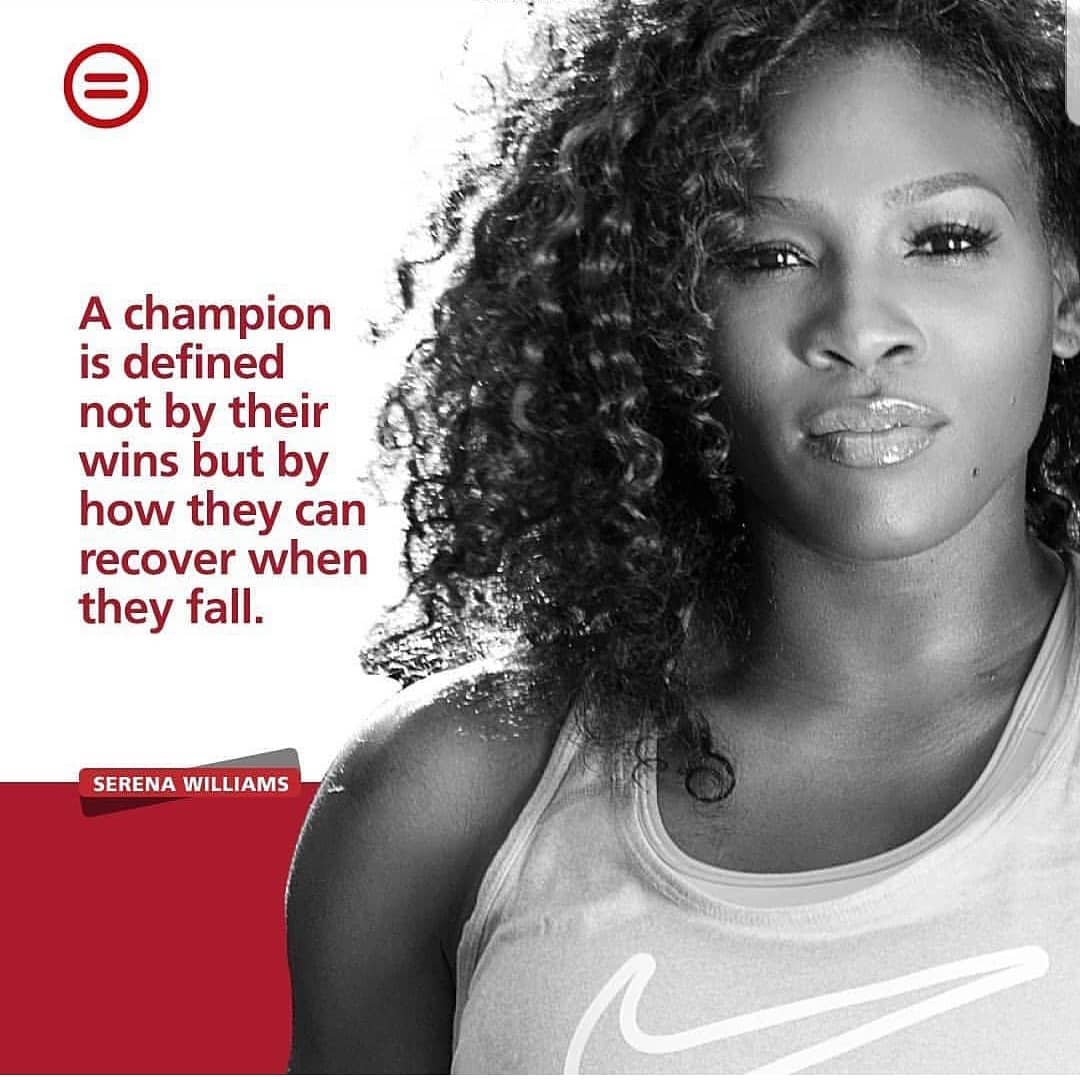 A champion
is defined
not by their
wins but by
how they can
recover when
they fall.
SERENA WILLIAMS